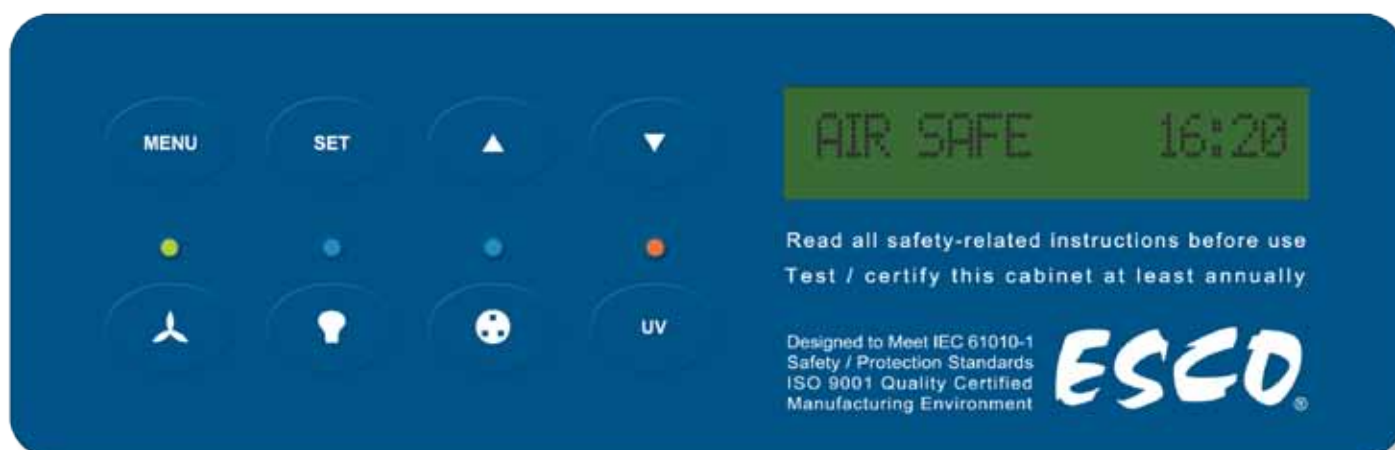 MENU SET ▲ ▼
UV
AIR SAFE 16:20
Read all safety-related instructions before use
Test / certify this cabinet at least annually
Designed to Meet IEC 61010-1
Safety / Protection Standards
ISO 9001 Quality Certified
Manufacturing Environment
ESCO®